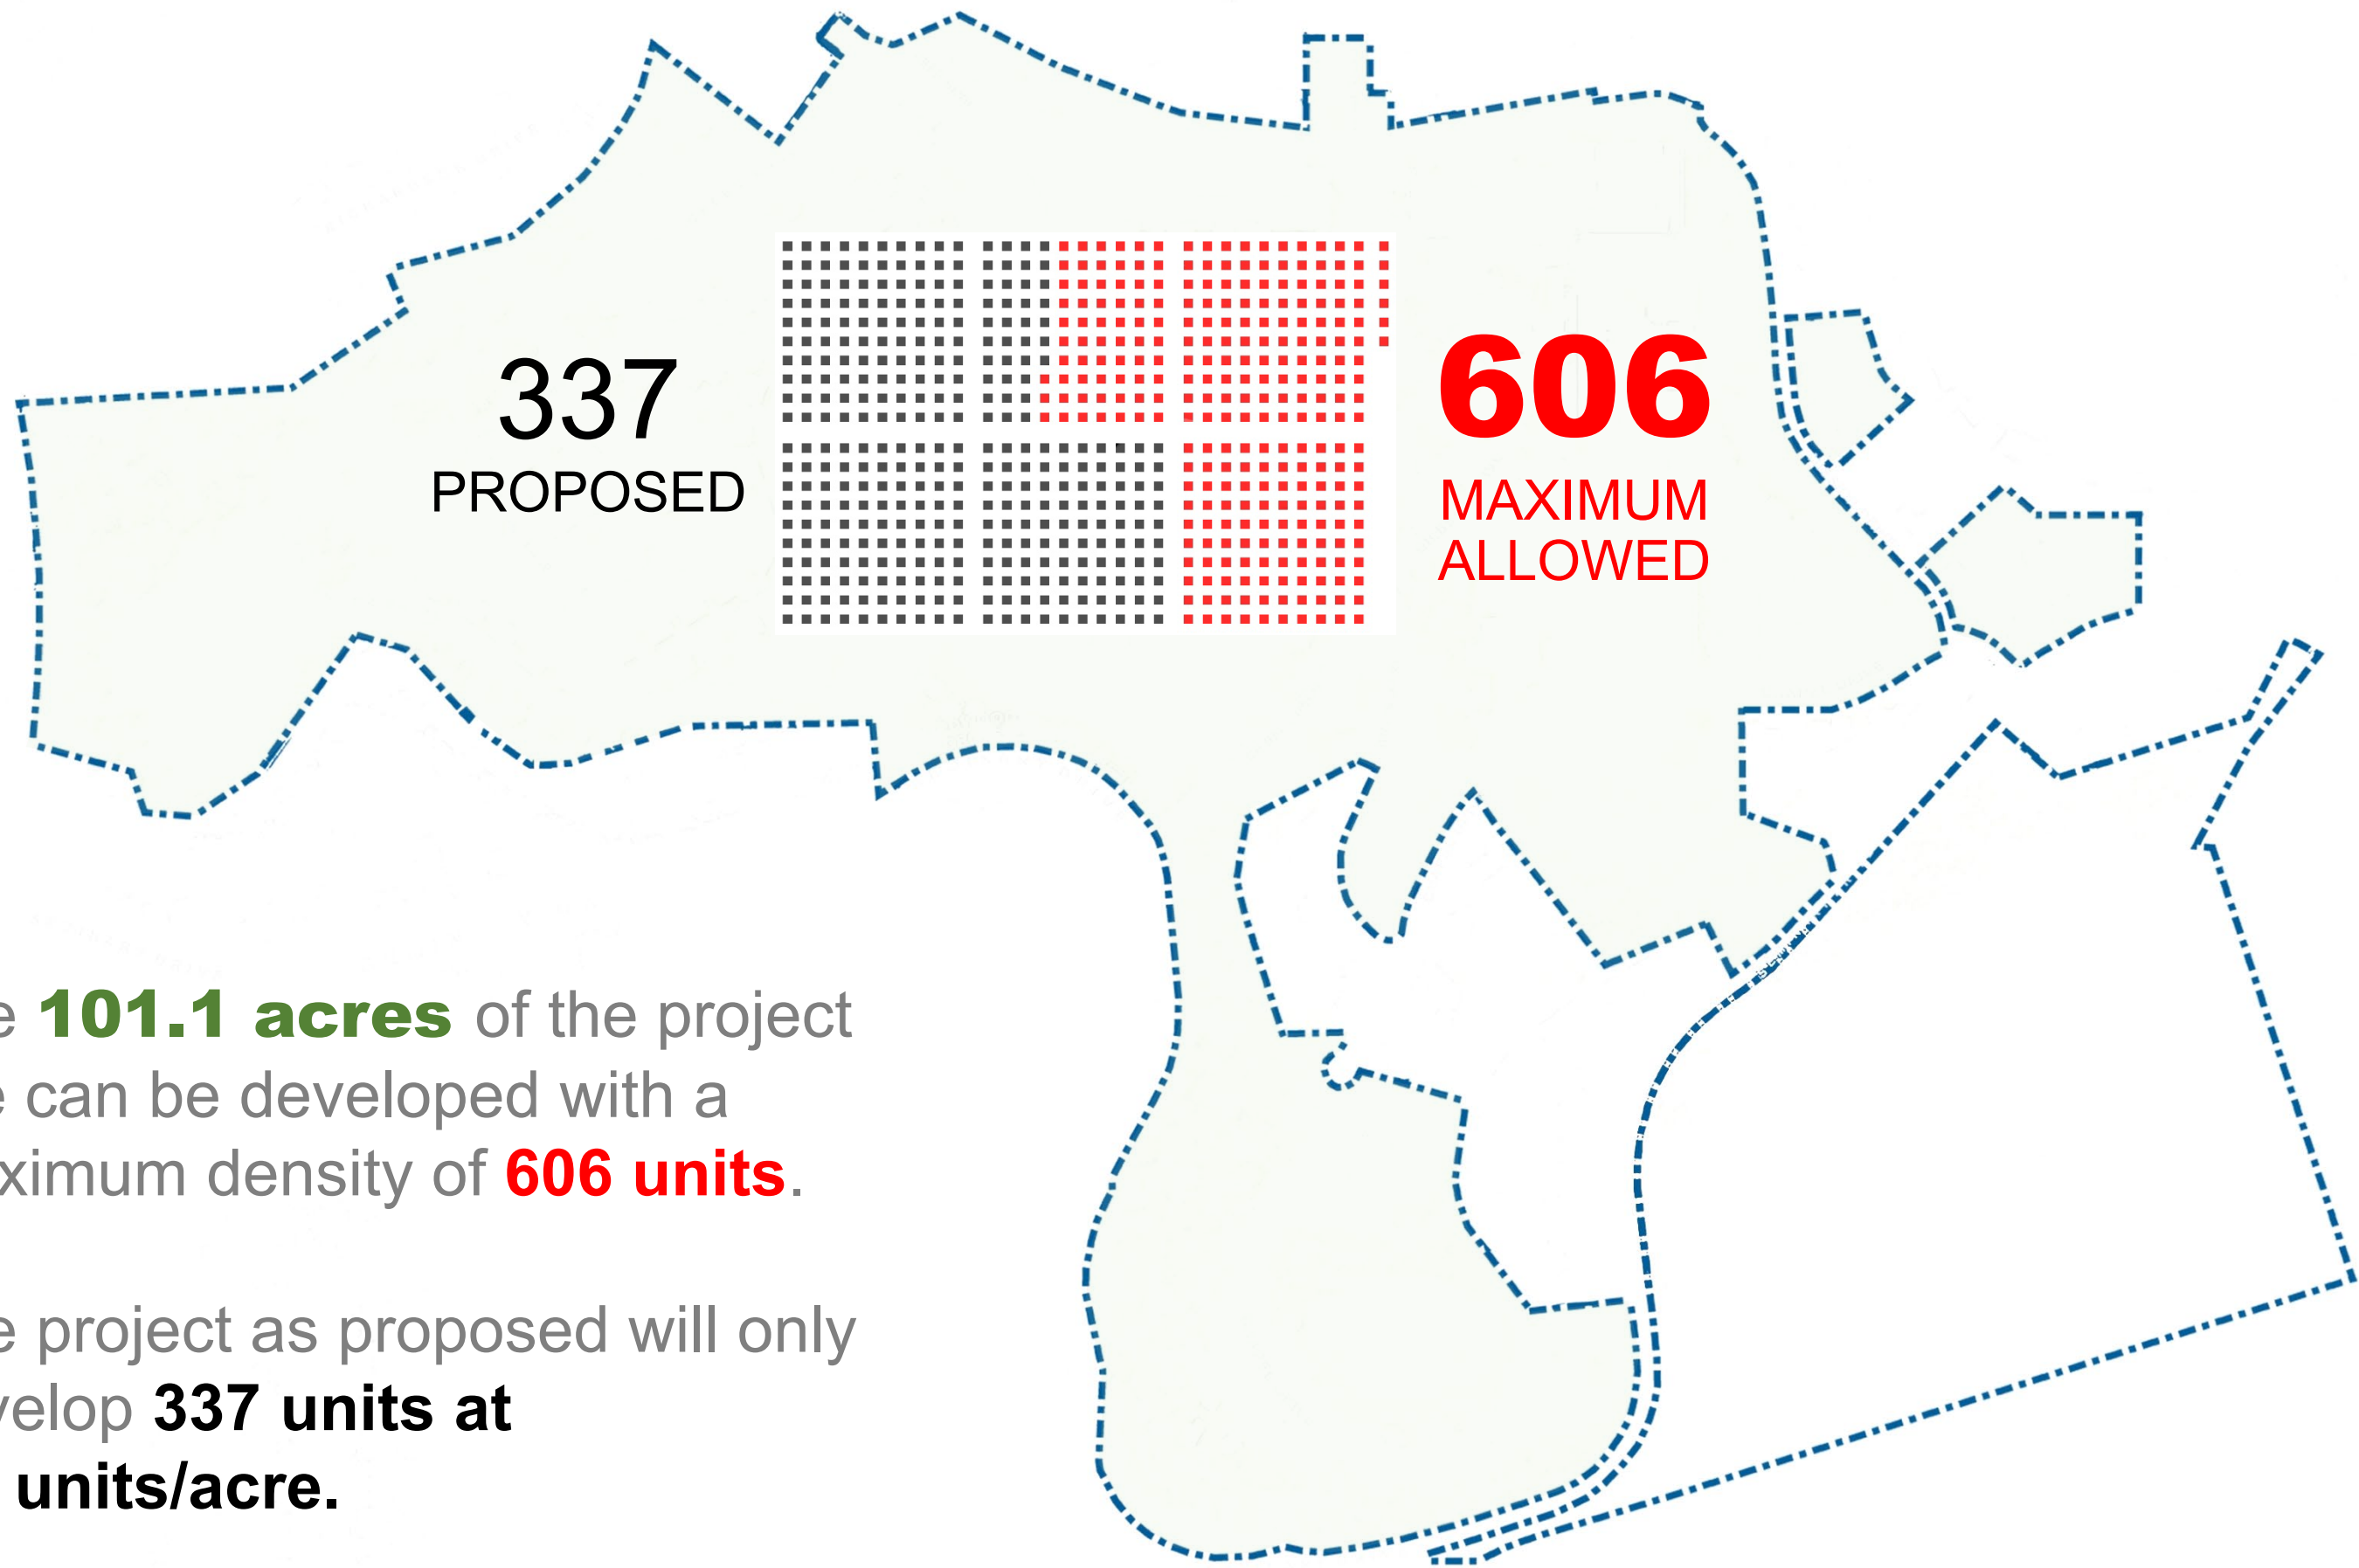 337
PROPOSED
606
MAXIMUM
ALLOWED
e 101.1 acres of the project
e can be developed with a
ximum density of 606 units.
e project as proposed will only
velop 337 units at
units/acre.